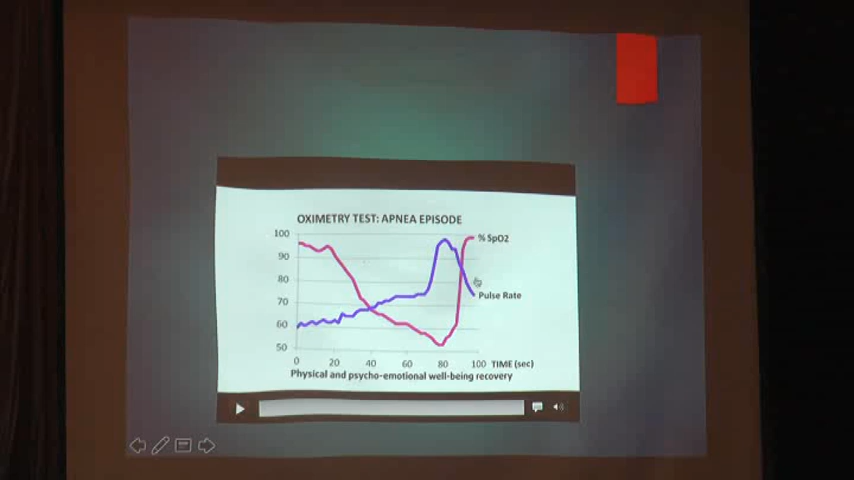 OXIMETRY TEST: APNEA EPISODE
100
90
80
70
60
50
% SpO2
Pulse Rate
0 20 40 60 80 100 TIME (sec)
Physical and psycho-emotional well-being recovery